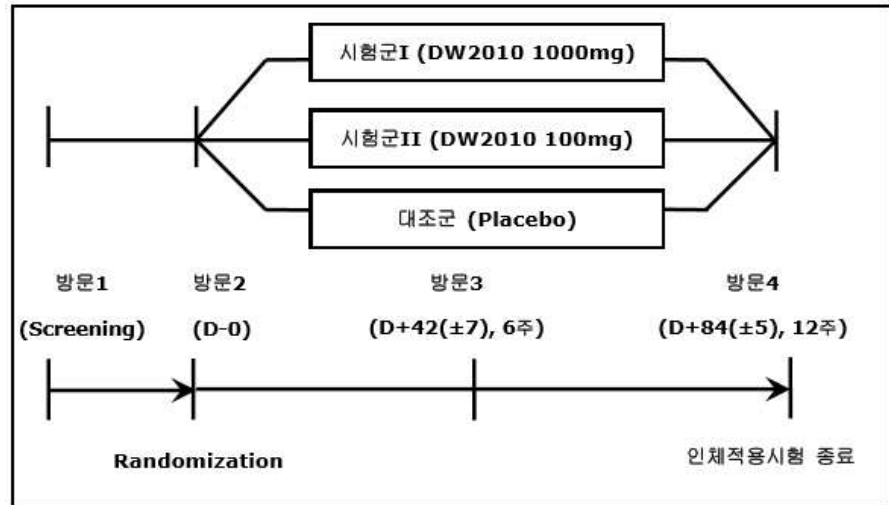 시험군I (DW2010 1000mg)
시험군II (DW2010 100mg)
대조군 (Placebo)
방문1 방문2 방문3 방문4
(Screening) (D-0) (D+42(±7), 6주) (D+84(±5), 12주)
Randomization 인체적용시험 종료